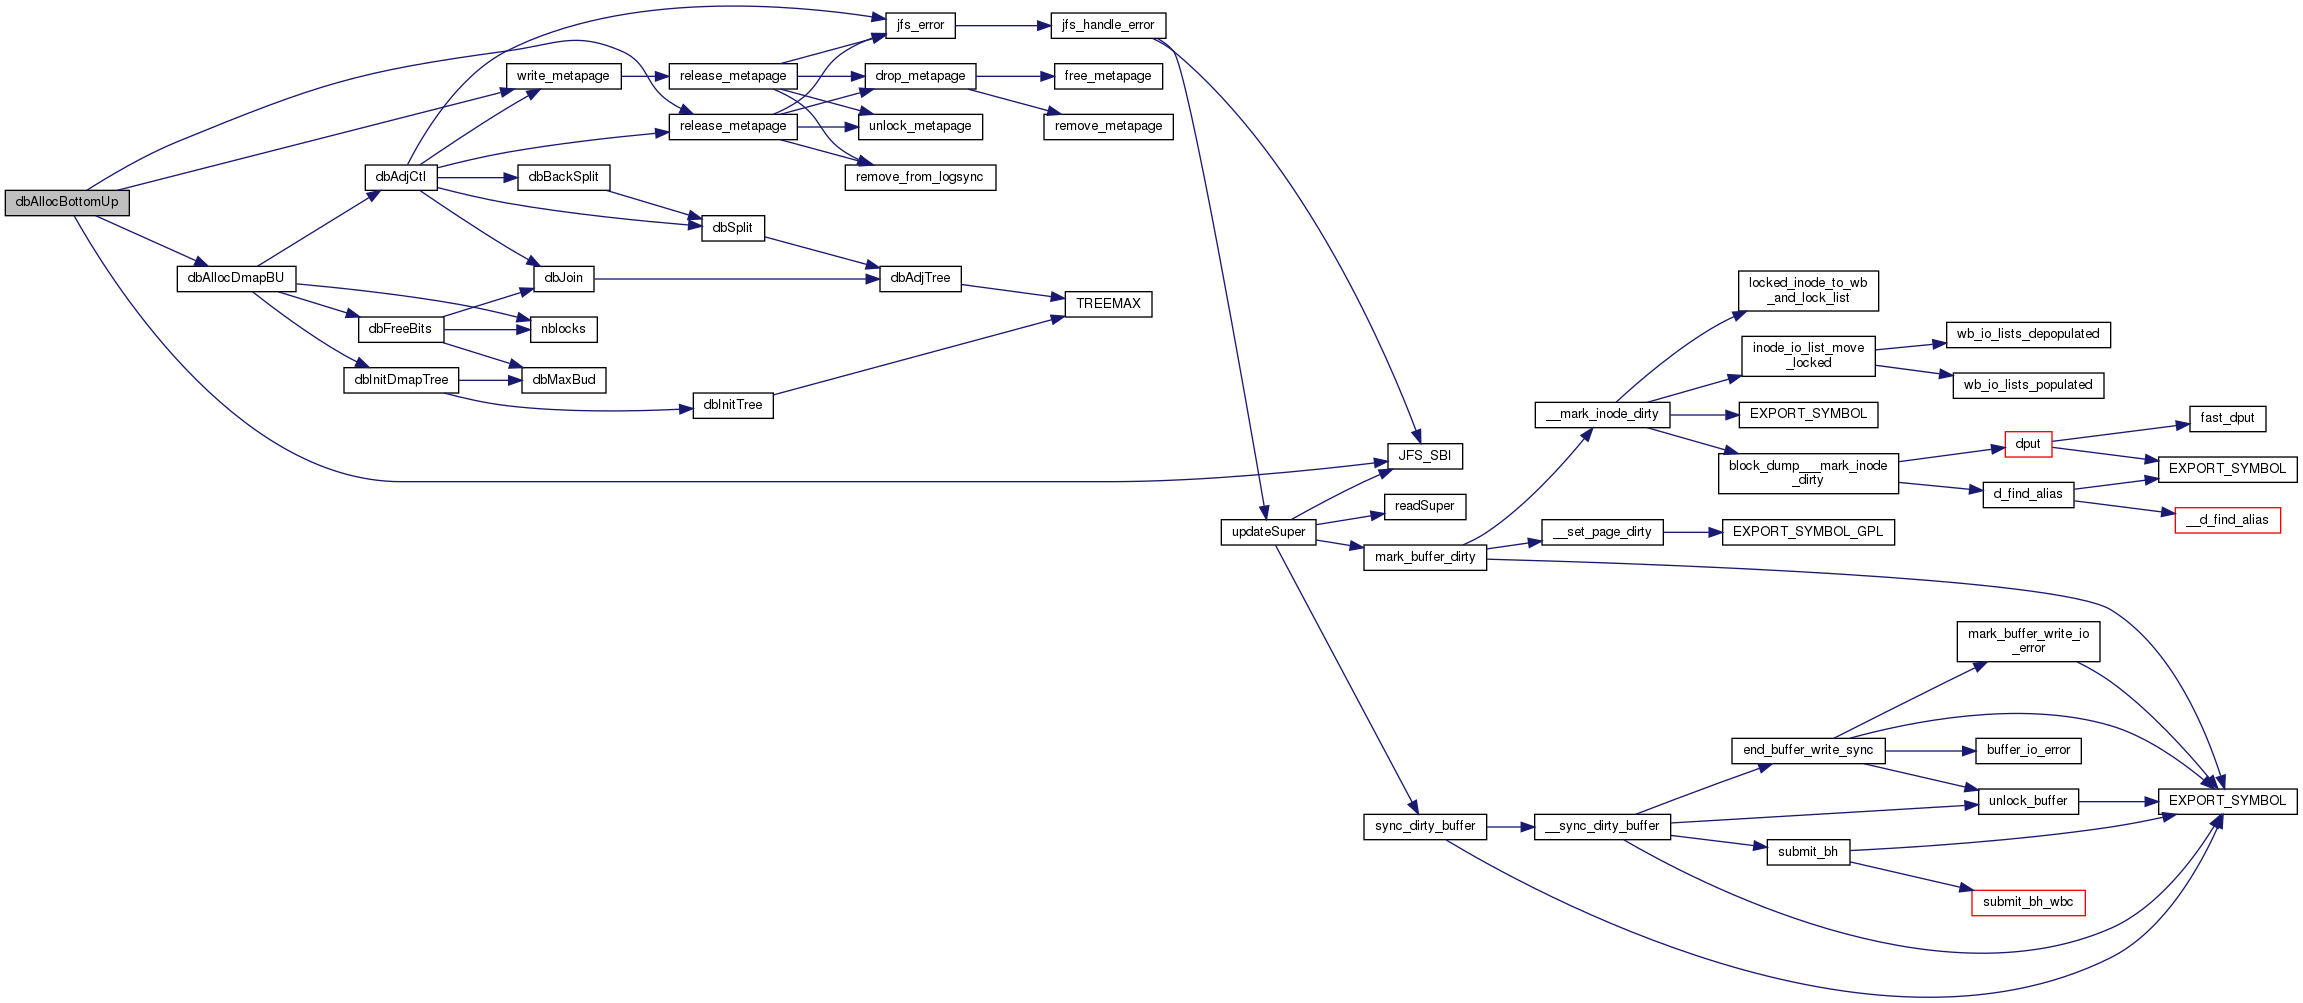 dbAllocBottomUp
dbAllocDmapBU
dbAdjCtl
dbFreeBits
dbInitDmapTree
write_metapage
dbBackSplit
dbJoin
nblocks
dbMaxBud
release_metapage
release_metapage
dbSplit
dbInitTree
jfs_error
drop_metapage
unlock_metapage
remove_from_logsync
dbAdjTree
jfs_handle_error
free_metapage
remove_metapage
TREEMAX
updateSuper
JFS_SBI
readSuper
mark_buffer_dirty
sync_dirty_buffer
__mark_inode_dirty
__set_page_dirty
__sync_dirty_buffer
locked_inode_to_wb
_and_lock_list
inode_io_list_move
_locked
EXPORT_SYMBOL
block_dump___mark_inode
_dirty
EXPORT_SYMBOL_GPL
end_buffer_write_sync
submit_bh
wb_io_lists_depopulated
wb_io_lists_populated
dput
d_find_alias
mark_buffer_write_io
_error
buffer_io_error
unlock_buffer
submit_bh_wbc
fast_dput
EXPORT_SYMBOL
__d_find_alias
EXPORT_SYMBOL